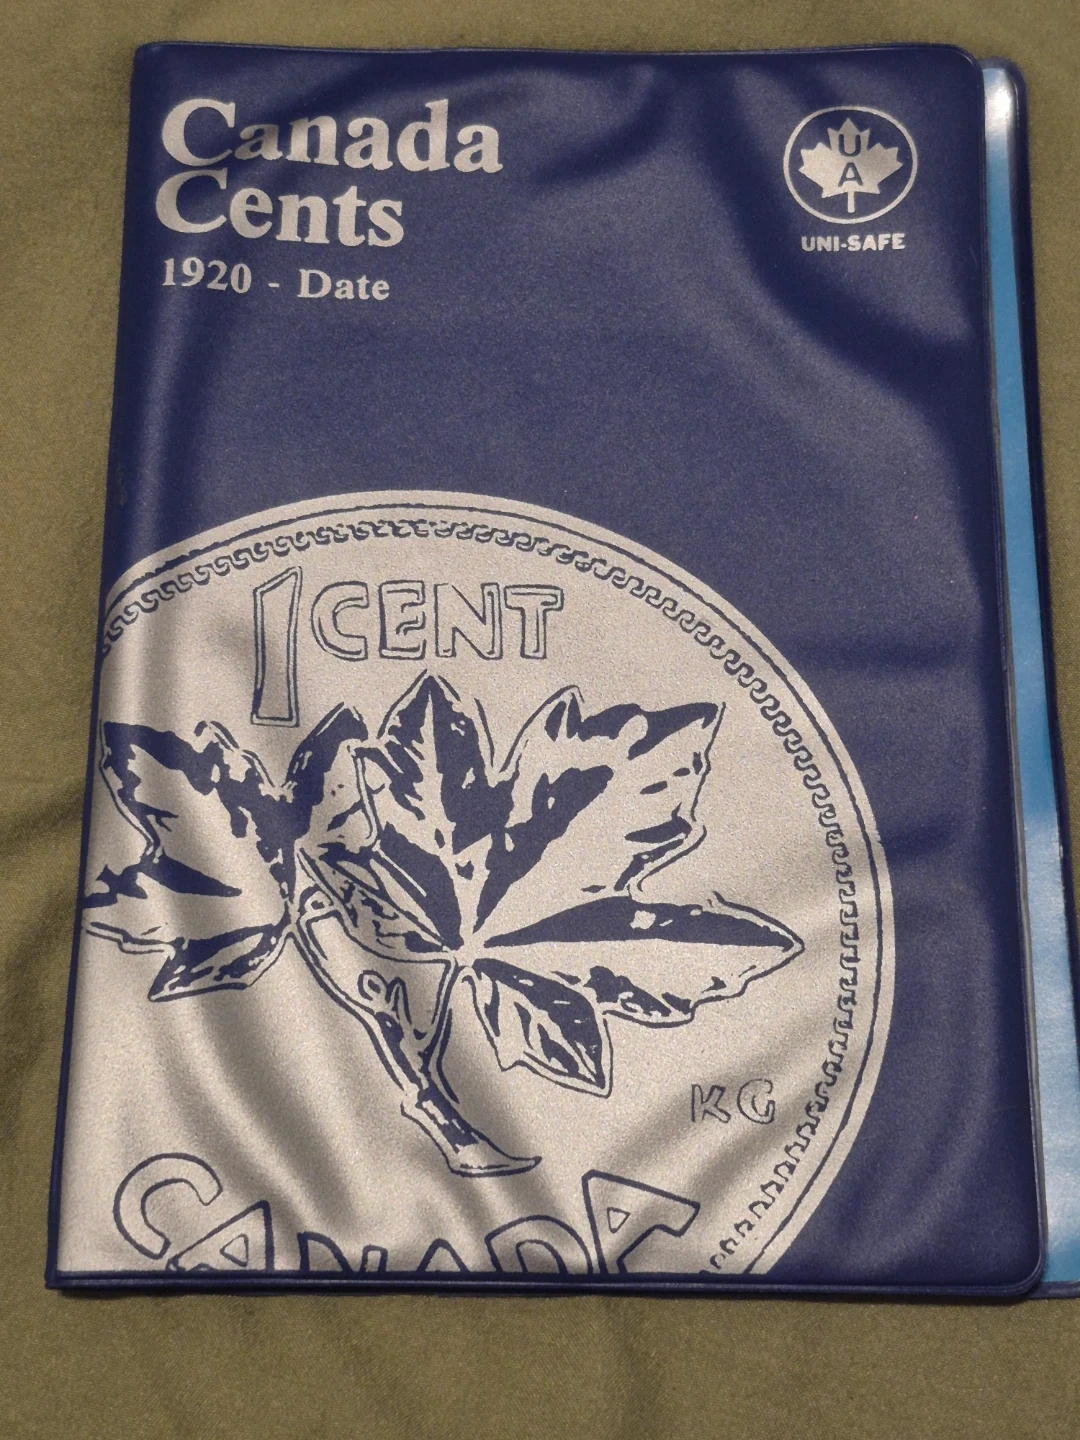 Canada
Cents
1920 - Date
U
A
UNI-SAFE
1 CENT
KG
CANADA